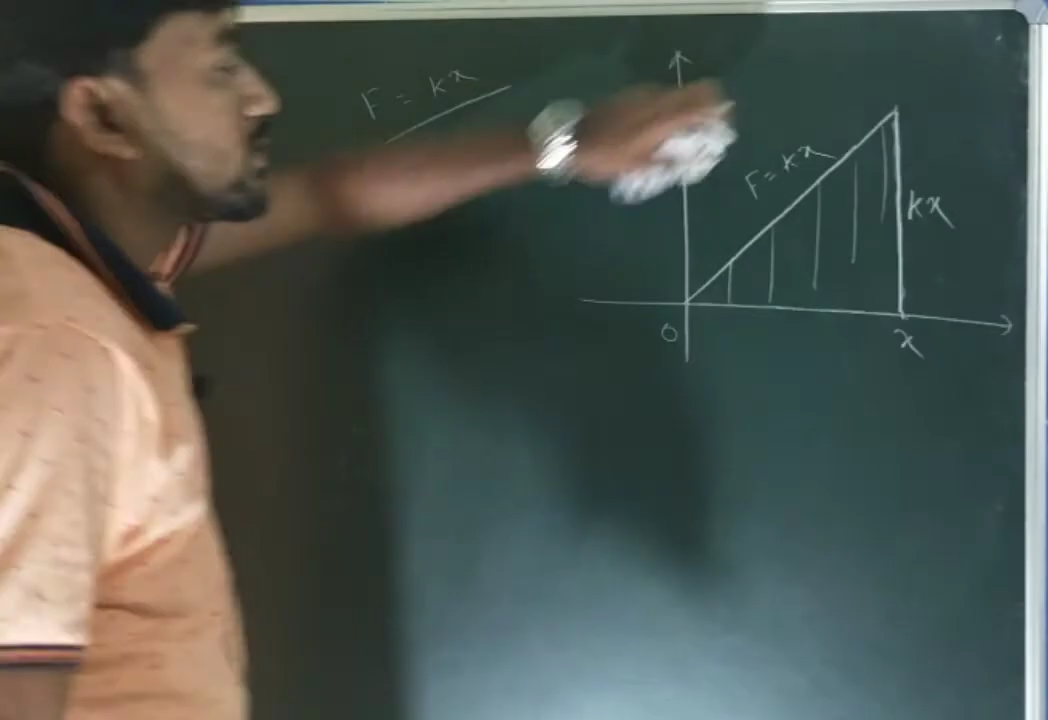 F = kx
F = kx
kx
0
x